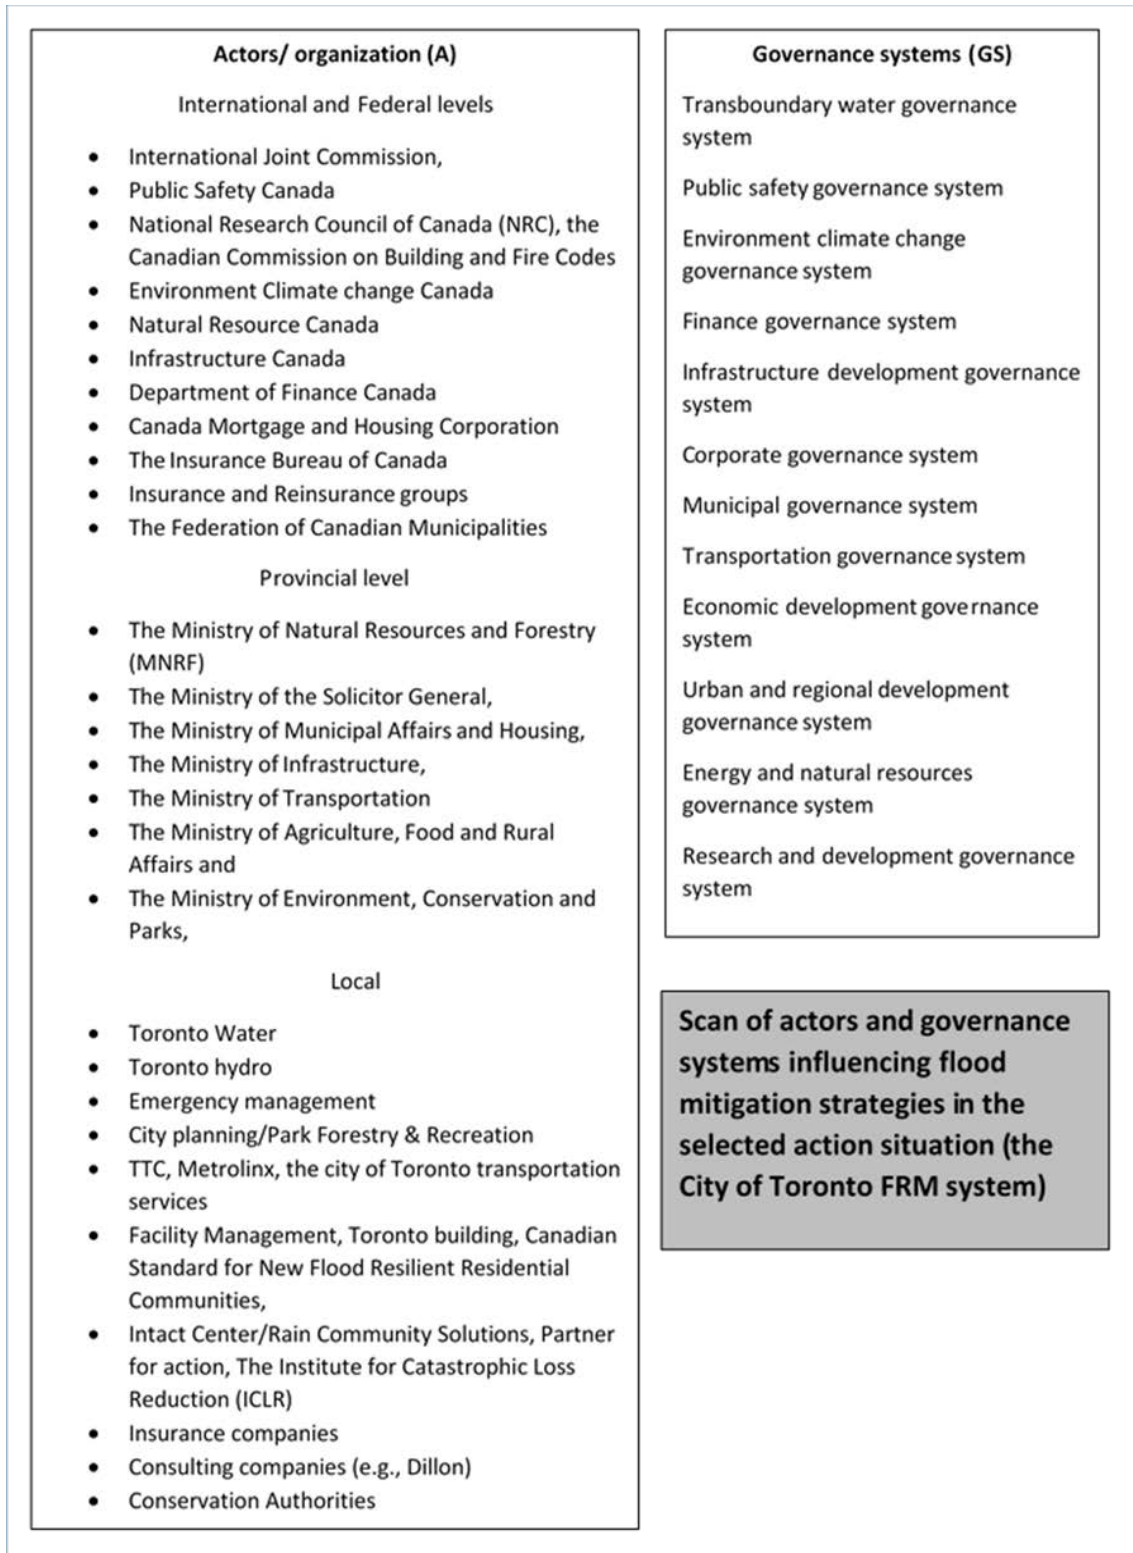 Actors/ organization (A)
International and Federal levels
• International Joint Commission,
• Public Safety Canada
• National Research Council of Canada (NRC), the
Canadian Commission on Building and Fire Codes
• Environment Climate change Canada
• Natural Resource Canada
• Infrastructure Canada
• Department of Finance Canada
• Canada Mortgage and Housing Corporation
• The Insurance Bureau of Canada
• Insurance and Reinsurance groups
• The Federation of Canadian Municipalities
Provincial level
• The Ministry of Natural Resources and Forestry
(MNRF)
• The Ministry of the Solicitor General,
• The Ministry of Municipal Affairs and Housing,
• The Ministry of Infrastructure,
• The Ministry of Transportation
• The Ministry of Agriculture, Food and Rural
Affairs and
• The Ministry of Environment, Conservation and
Parks,
Local
• Toronto Water
• Toronto hydro
• Emergency management
• City planning/Park Forestry & Recreation
• TTC, Metrolinx, the city of Toronto transportation
services
• Facility Management, Toronto building, Canadian
Standard for New Flood Resilient Residential
Communities,
• Intact Center/Rain Community Solutions, Partner
for action, The Institute for Catastrophic Loss
Reduction (ICLR)
• Insurance companies
• Consulting companies (e.g., Dillon)
• Conservation Authorities
Governance systems (GS)
Transboundary water governance
system
Public safety governance system
Environment climate change
governance system
Finance governance system
Infrastructure development governance
system
Corporate governance system
Municipal governance system
Transportation governance system
Economic development governance
system
Urban and regional development
governance system
Energy and natural resources
governance system
Research and development governance
system
Scan of actors and governance
systems influencing flood
mitigation strategies in the
selected action situation (the
City of Toronto FRM system)